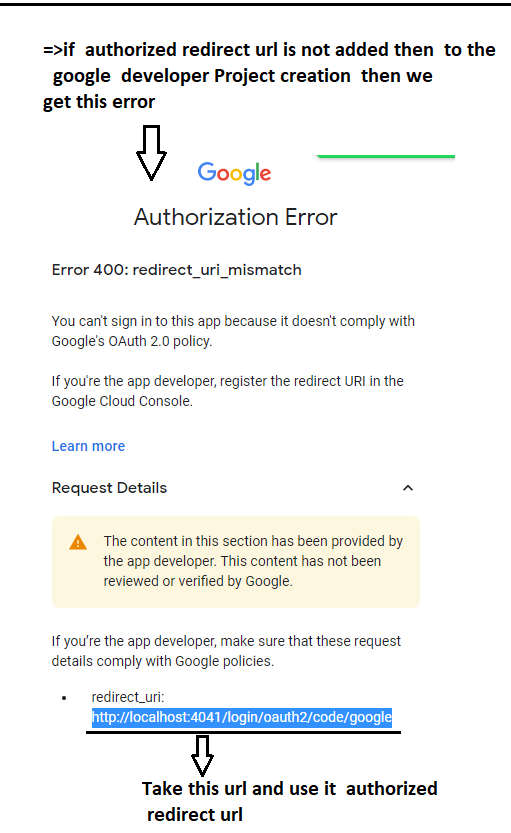 =>if authorized redirect url is not added then to the
google developer Project creation then we
get this error
Google
Authorization Error
Error 400: redirect_uri_mismatch
You can't sign in to this app because it doesn't comply with
Google's OAuth 2.0 policy.
If you're the app developer, register the redirect URI in the
Google Cloud Console.
Learn more
Request Details
The content in this section has been provided by
the app developer. This content has not been
reviewed or verified by Google.
If you’re the app developer, make sure that these request
details comply with Google policies.
• redirect_uri:
http://localhost:4041/login/oauth2/code/google
Take this url and use it authorized
redirect url